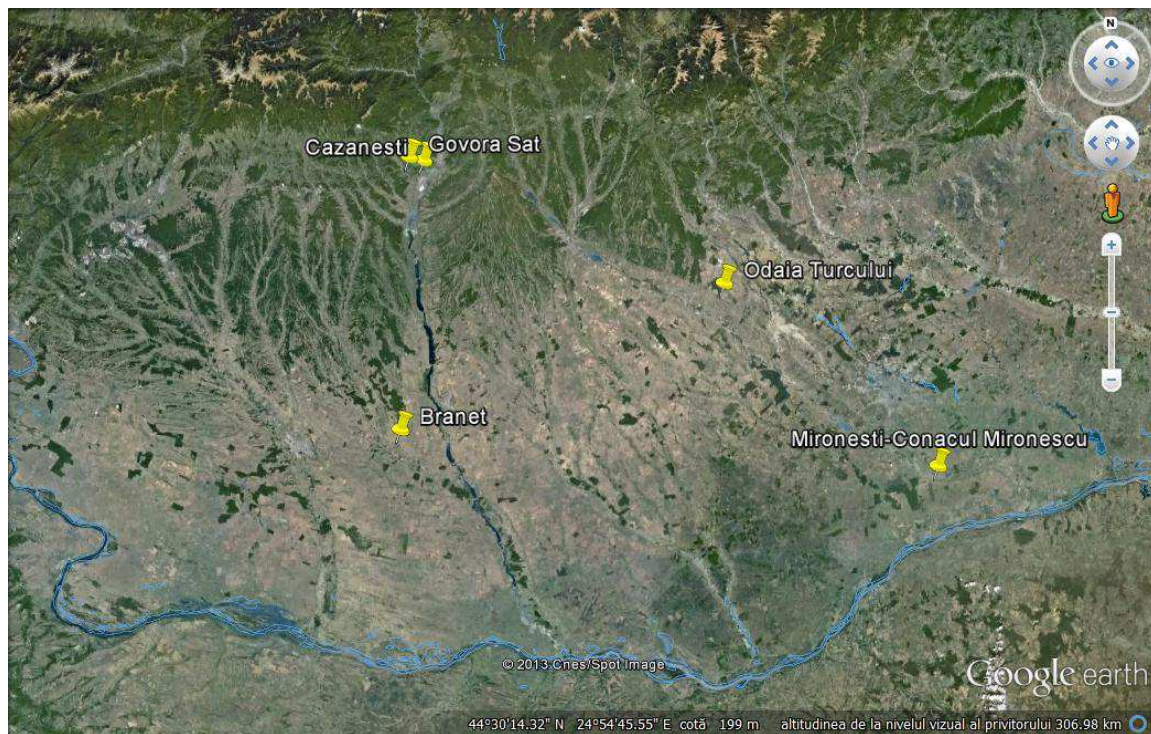 N
Cazanesti
Govora Sat
Odaia Turcului
Branet
Mironesti-Conacul Mironescu
© 2013 Cnes/Spot Image
Google earth
44°30'14.32" N 24°54'45.55" E cotă 199 m altitudinea de la nivelul vizual al privitorului 306.98 km